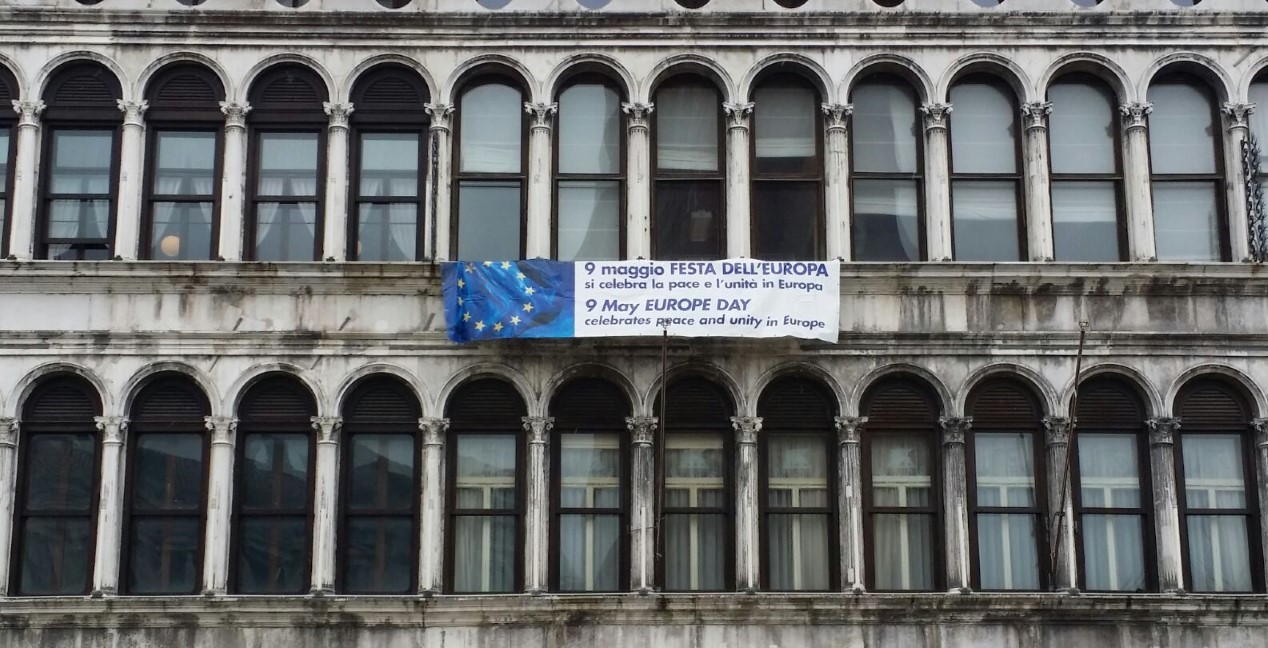 9 maggio FESTA DELL'EUROPA
si celebra la pace e l'unità in Europa
9 May EUROPE DAY
celebrates peace and unity in Europe